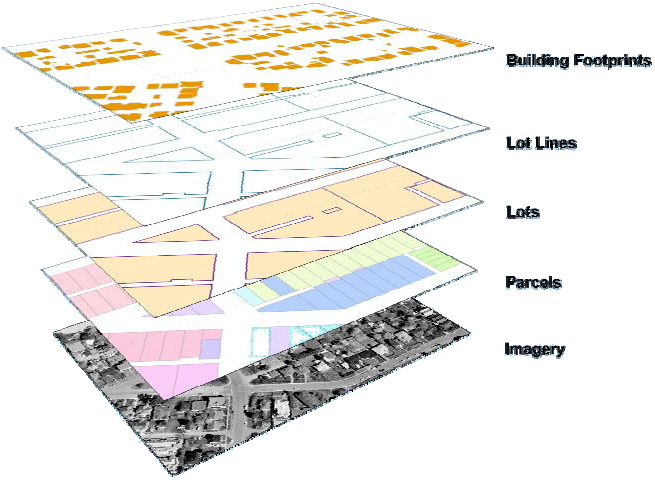 Building Footprints
Lot Lines
Lots
Parcels
Imagery